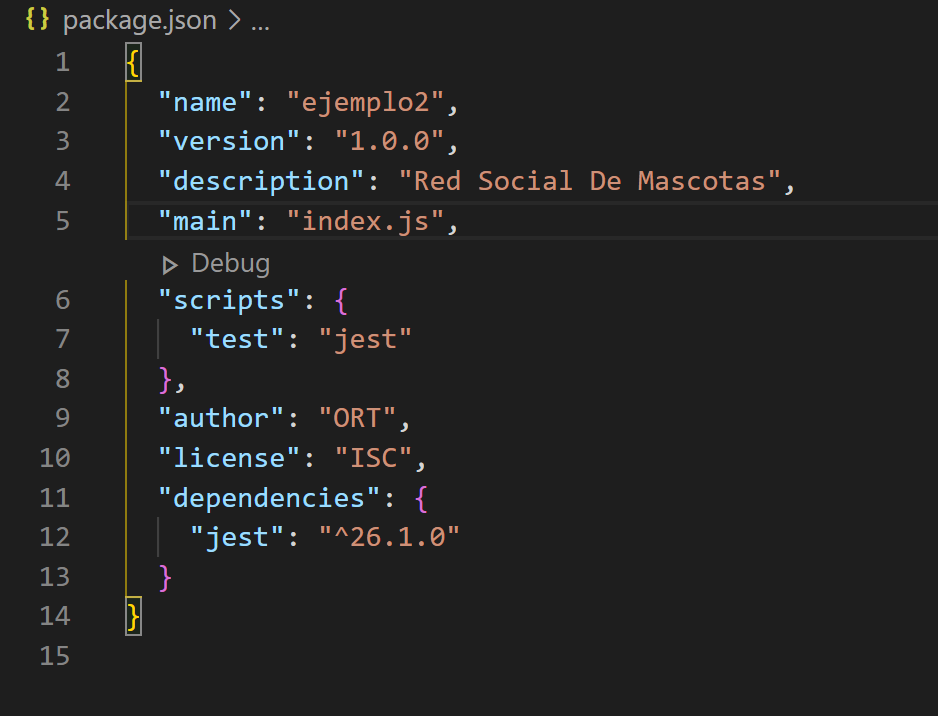 {} package.json > ...
1 {
2 "name": "ejemplo2",
3 "version": "1.0.0",
4 "description": "Red Social De Mascotas",
5 "main": "index.js",
Debug
6 "scripts": {
7 "test": "jest"
8 },
9 "author": "ORT",
10 "license": "ISC",
11 "dependencies": {
12 "jest": "^26.1.0"
13 }
14 }
15